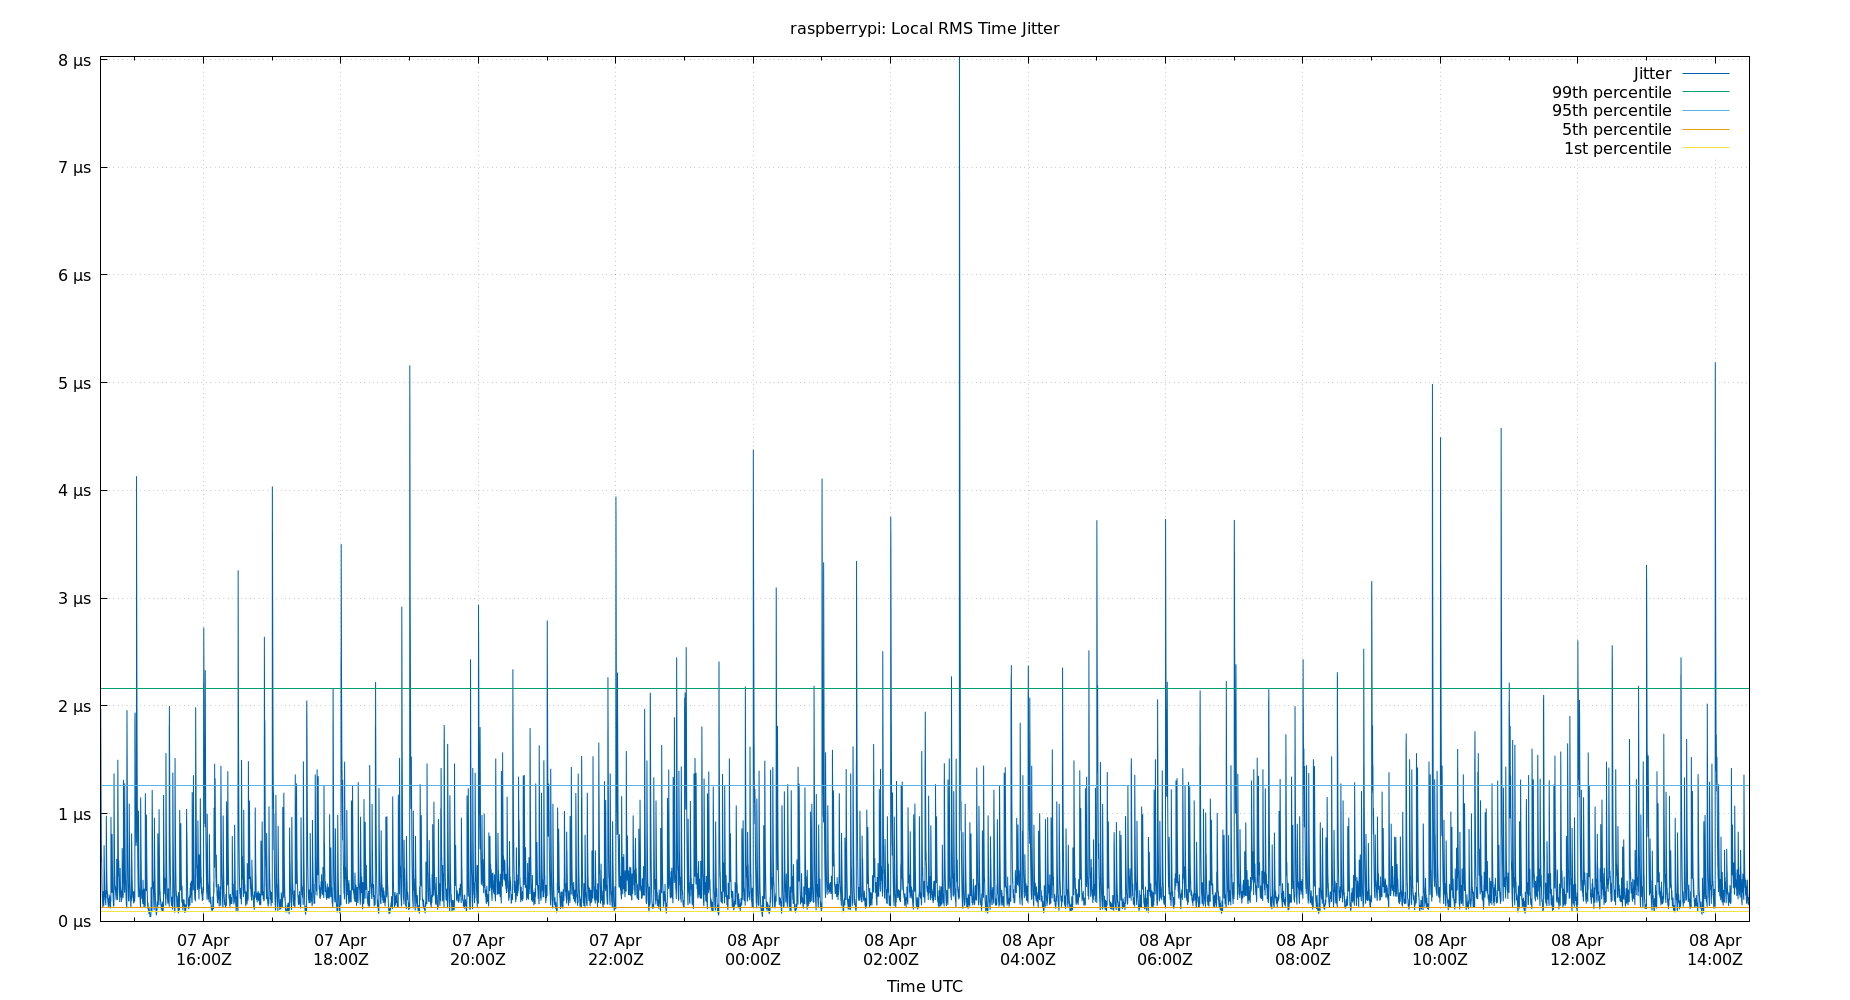 raspberrypi: Local RMS Time Jitter
8 µs
7 µs
6 µs
5 µs
4 µs
3 µs
2 µs
1 µs
0 µs
Jitter
99th percentile
95th percentile
5th percentile
1st percentile
07 Apr 07 Apr 07 Apr 07 Apr 08 Apr 08 Apr 08 Apr 08 Apr 08 Apr 08 Apr 08 Apr 08 Apr
16:00Z 18:00Z 20:00Z 22:00Z 00:00Z 02:00Z 04:00Z 06:00Z 08:00Z 10:00Z 12:00Z 14:00Z
Time UTC